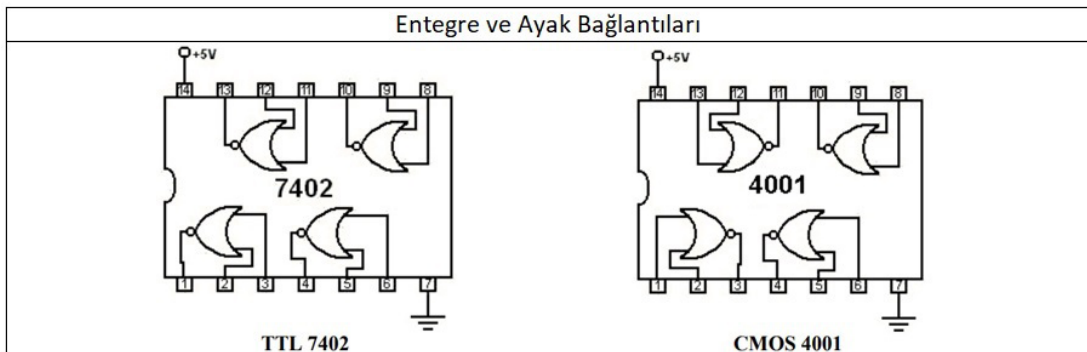 Entegre ve Ayak Bağlantıları
+5V
14 13 12 11 10 9 8
7402
1 2 3 4 5 6 7
TTL 7402
+5V
14 13 12 11 10 9 8
4001
1 2 3 4 5 6 7
CMOS 4001